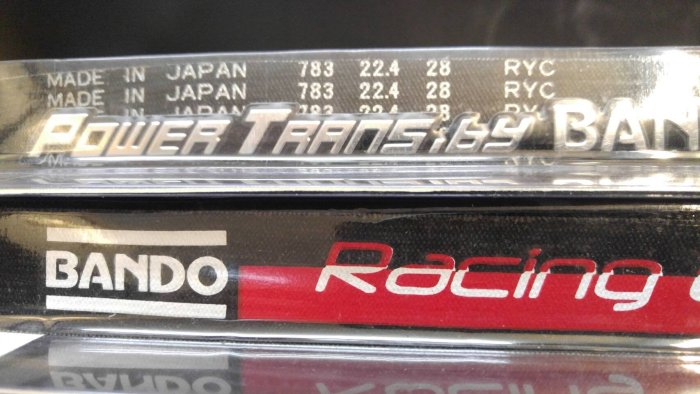 MADE IN JAPAN 783 22.4 28 RYC
MADE IN JAPAN 783 22.4 28 RYC
POWER TRANS. by BAN
BANDO Racing